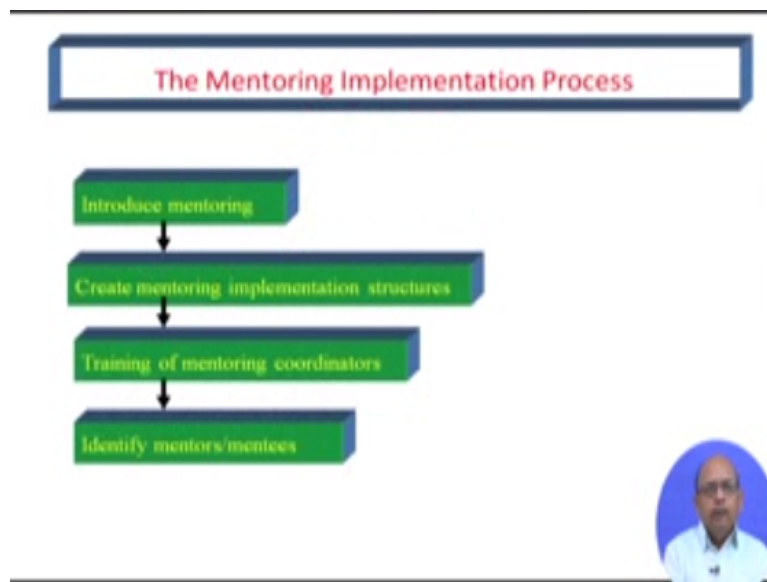 The Mentoring Implementation Process
Introduce mentoring
Create mentoring implementation structures
Training of mentoring coordinators
Identify mentors/mentees